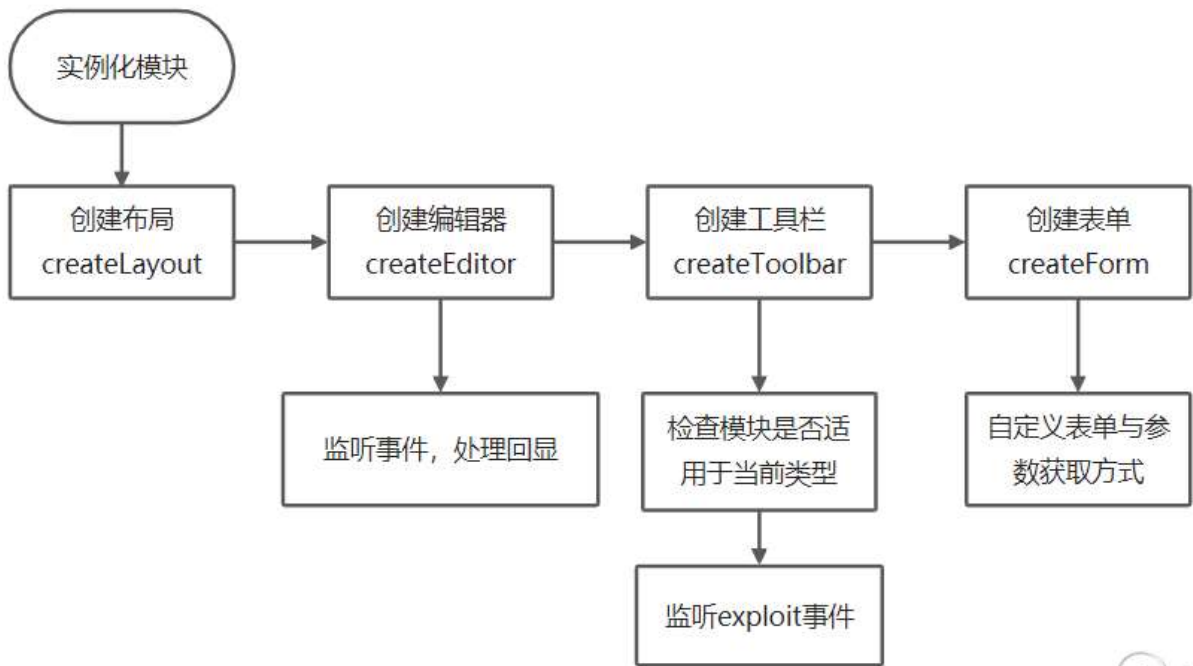 实例化模块
创建布局
createLayout
创建编辑器
createEditor
创建工具栏
createToolbar
创建表单
createForm
监听事件，处理回显
检查模块是否适
用于当前类型
自定义表单与参
数获取方式
监听exploit事件